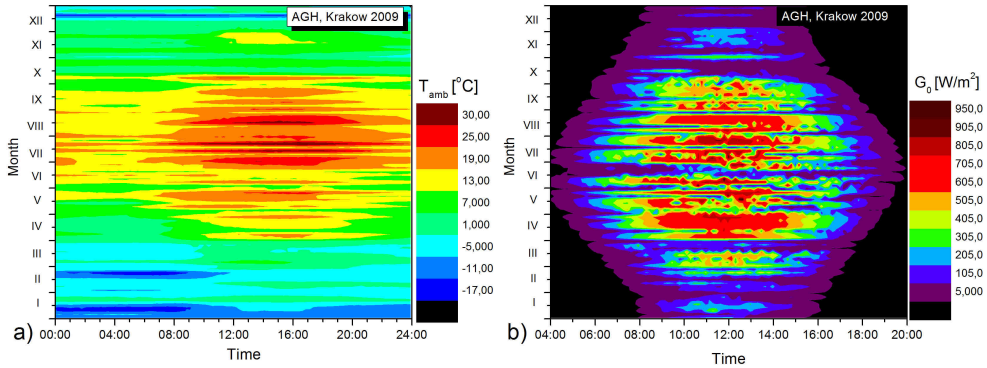 AGH, Krakow 2009
XII
XI
X
IX
VIII
VII
VI
V
IV
III
II
I
Month
00:00 04:00 08:00 12:00 16:00 20:00 24:00
Time
a)
T_amb [°C]
30,00
25,00
19,00
13,00
7,000
1,000
-5,000
-11,00
-17,00
AGH, Krakow 2009
XII
XI
X
IX
VIII
VII
VI
V
IV
III
II
I
Month
04:00 06:00 08:00 10:00 12:00 14:00 16:00 18:00 20:00
Time
b)
G_0 [W/m²]
950,0
905,0
805,0
705,0
605,0
505,0
405,0
305,0
205,0
105,0
5,000